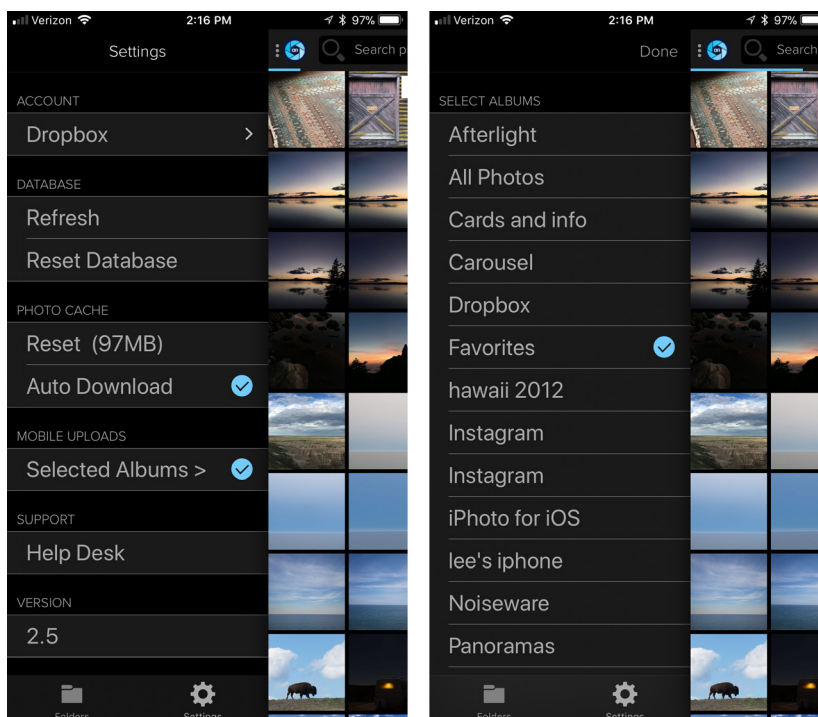 Verizon 2:16 PM 97%
Settings
Search p
ACCOUNT
Dropbox >
DATABASE
Refresh
Reset Database
PHOTO CACHE
Reset (97MB)
Auto Download
MOBILE UPLOADS
Selected Albums >
SUPPORT
Help Desk
VERSION
2.5
Folders Settings
Verizon 2:16 PM 97%
Done
Search
SELECT ALBUMS
Afterlight
All Photos
Cards and info
Carousel
Dropbox
Favorites
hawaii 2012
Instagram
Instagram
iPhoto for iOS
lee's iphone
Noiseware
Panoramas
Folders Settings